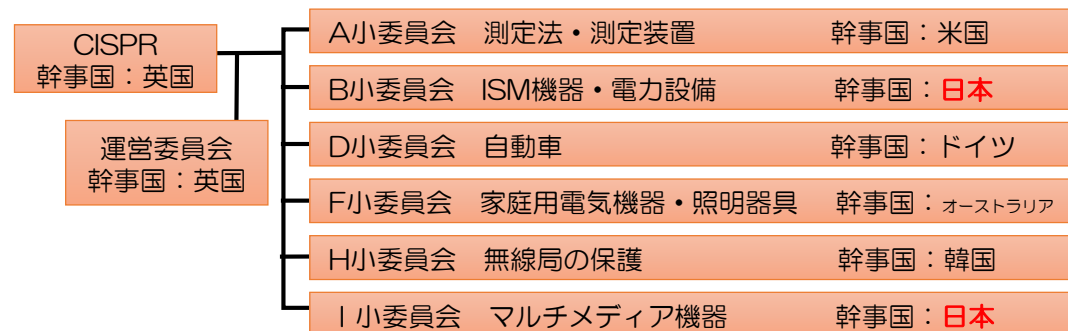 CISPR
幹事国：英国
運営委員会
幹事国：英国
A小委員会 測定法・測定装置 幹事国：米国
B小委員会 ISM機器・電力設備 幹事国：日本
D小委員会 自動車 幹事国：ドイツ
F小委員会 家庭用電気機器・照明器具 幹事国：オーストラリア
H小委員会 無線局の保護 幹事国：韓国
I小委員会 マルチメディア機器 幹事国：日本